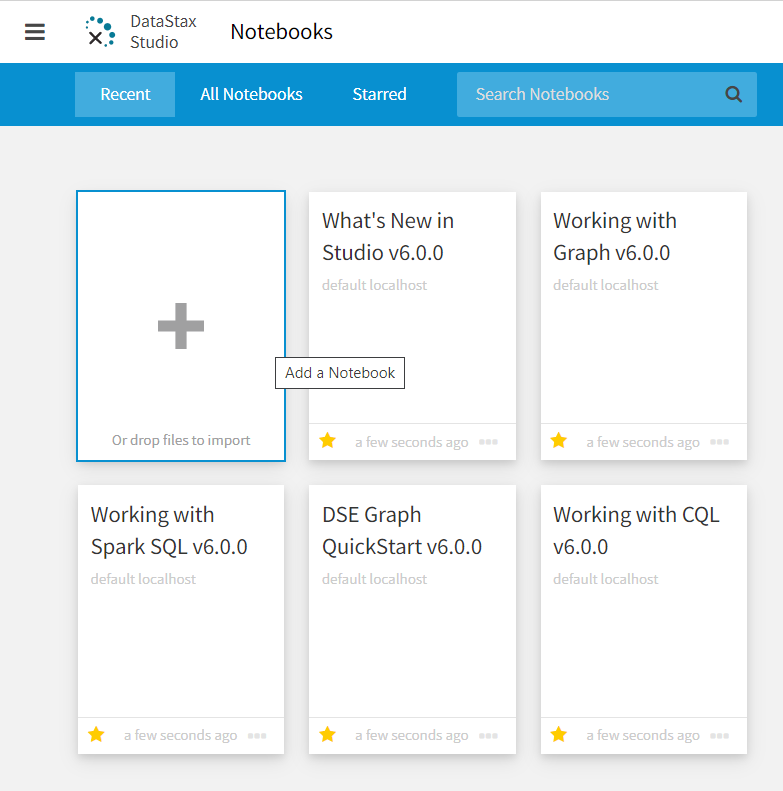 DataStax
Studio
Notebooks
Recent
All Notebooks
Starred
Search Notebooks
Or drop files to import
Add a Notebook
What's New in
Studio v6.0.0
default localhost
a few seconds ago
Working with
Graph v6.0.0
default localhost
a few seconds ago
Working with
Spark SQL v6.0.0
default localhost
a few seconds ago
DSE Graph
QuickStart v6.0.0
default localhost
a few seconds ago
Working with CQL
v6.0.0
default localhost
a few seconds ago